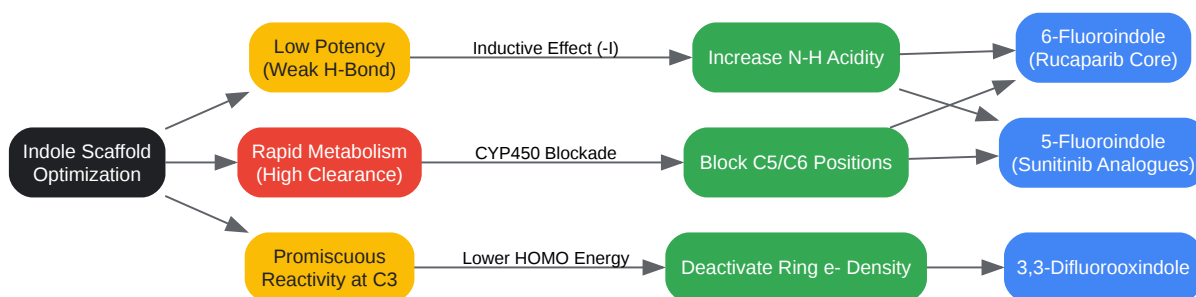 Indole Scaffold
Optimization
Low Potency
(Weak H-Bond)
Inductive Effect (-I)
Increase N-H Acidity
6-Fluoroindole
(Rucaparib Core)
Rapid Metabolism
(High Clearance)
CYP450 Blockade
Block C5/C6 Positions
5-Fluoroindole
(Sunitinib Analogues)
Promiscuous
Reactivity at C3
Lower HOMO Energy
Deactivate Ring e- Density
3,3-Difluorooxindole